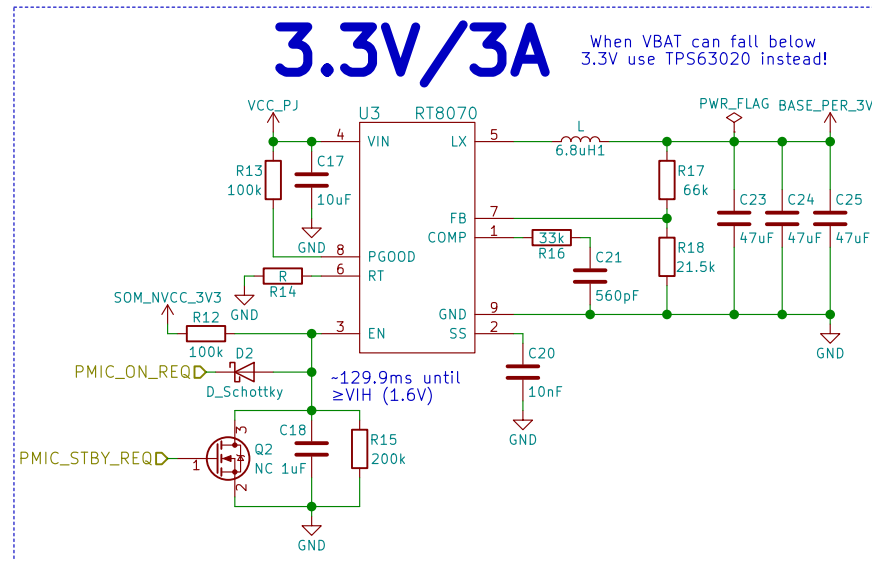 3.3V/3A
When VBAT can fall below
3.3V use TPS63020 instead!
VCC_PJ
U3
RT8070
PWR_FLAG
BASE_PER_3V
4
VIN
LX
5
L
6.8uH1
R13
100k
C17
10uF
GND
R17
66k
C23
47uF
C24
47uF
C25
47uF
FB
7
COMP
1
33k
R16
C21
560pF
R18
21.5k
8
PGOOD
6
RT
R
R14
GND
SOM_NVCC_3V3
R12
100k
3
EN
GND
9
SS
2
GND
C20
10nF
GND
PMIC_ON_REQ
D2
D_Schottky
~129.9ms until
≥VIH (1.6V)
PMIC_STBY_REQ
1
3
2
Q2
NC
C18
1uF
R15
200k
GND